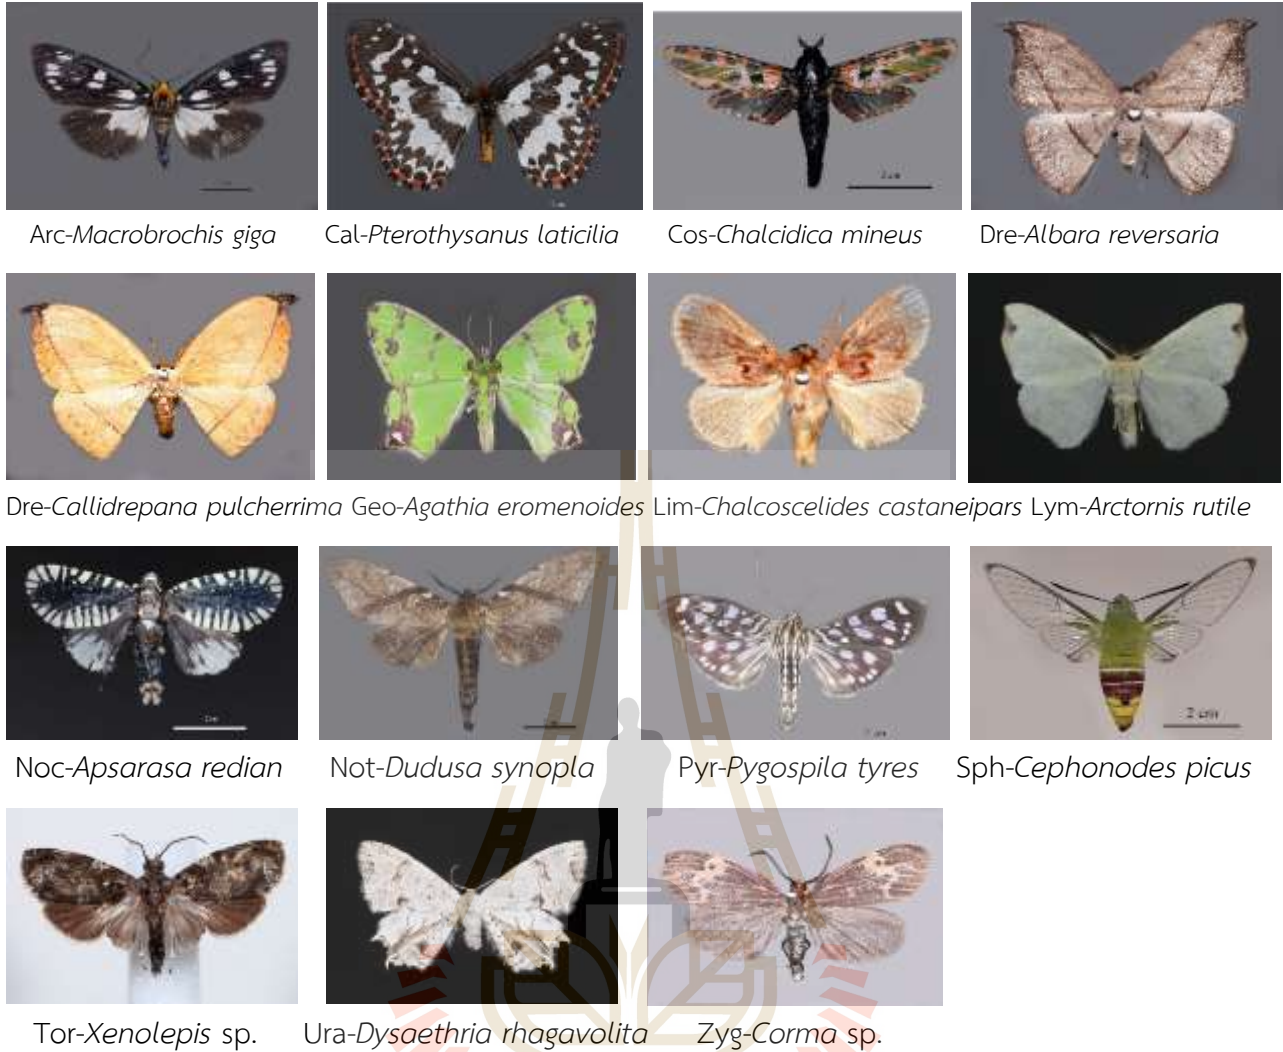 Arc-Macrobrochis giga Cal-Pterothysanus laticilia Cos-Chalcidica mineus Dre-Albara reversaria
Dre-Callidrepana pulcherrima Geo-Agathia eromenoides Lim-Chalcoscelides castaneipars Lym-Arctornis rutile
Noc-Apsarasa redian Not-Dudusa synopla Pyr-Pygospila tyres Sph-Cephonodes picus
2 cm
Tor-Xenolepis sp. Ura-Dysaethria rhagavolita Zyg-Corma sp.